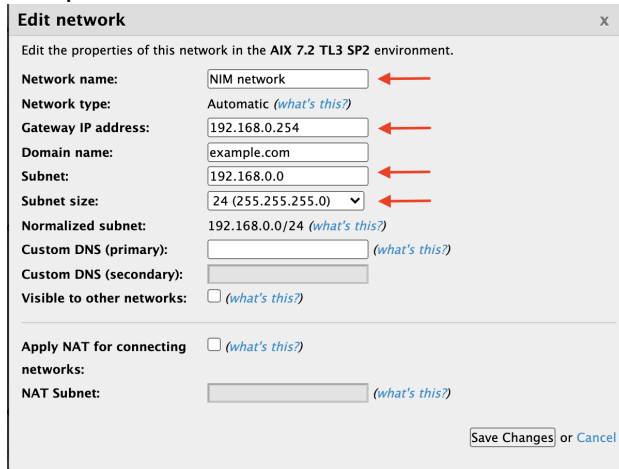 Edit network x
Edit the properties of this network in the AIX 7.2 TL3 SP2 environment.
Network name: NIM network
Network type: Automatic (what's this?)
Gateway IP address: 192.168.0.254
Domain name: example.com
Subnet: 192.168.0.0
Subnet size: 24 (255.255.255.0)
Normalized subnet: 192.168.0.0/24 (what's this?)
Custom DNS (primary): (what's this?)
Custom DNS (secondary):
Visible to other networks: (what's this?)
Apply NAT for connecting (what's this?)
networks:
NAT Subnet: (what's this?)
Save Changes or Cancel